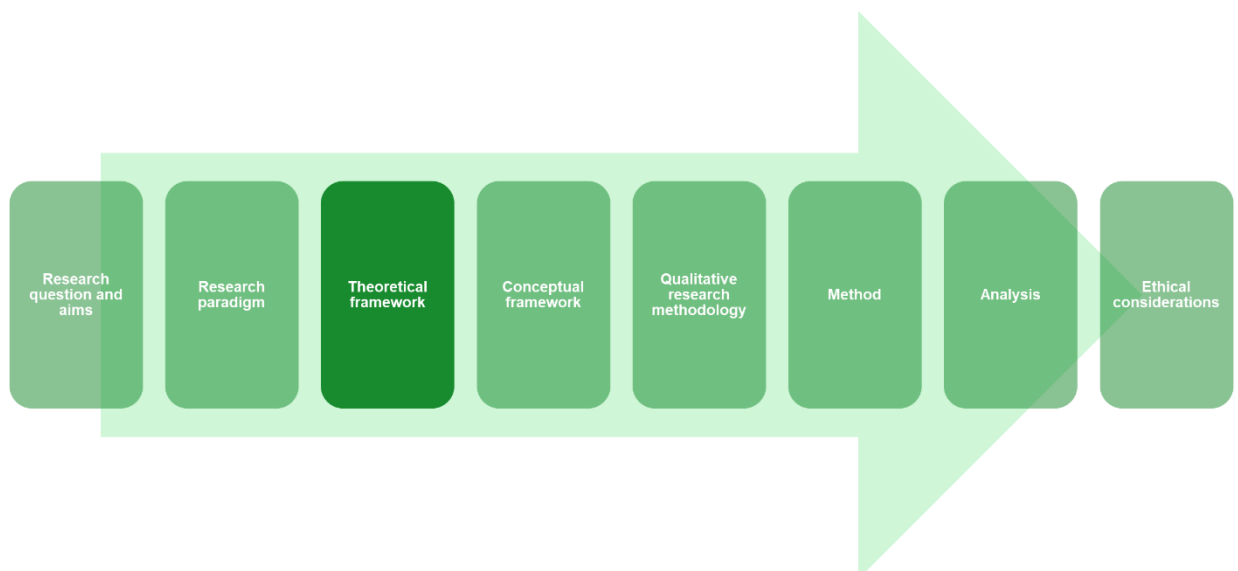 Research
question and
aims
Research
paradigm
Theoretical
framework
Conceptual
framework
Qualitative
research
methodology
Method
Analysis
Ethical
considerations